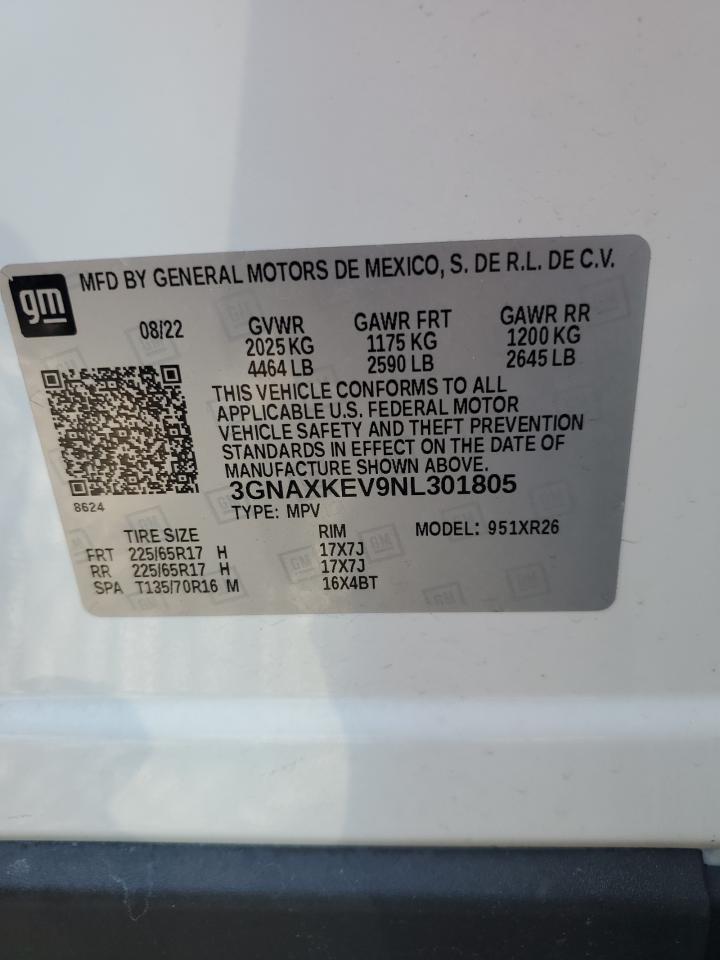 gm MFD BY GENERAL MOTORS DE MEXICO, S. DE R.L. DE C.V.
08/22 GVWR GAWR FRT GAWR RR
2025 KG 1175 KG 1200 KG
4464 LB 2590 LB 2645 LB
THIS VEHICLE CONFORMS TO ALL
APPLICABLE U.S. FEDERAL MOTOR
VEHICLE SAFETY AND THEFT PREVENTION
STANDARDS IN EFFECT ON THE DATE OF
MANUFACTURE SHOWN ABOVE.
8624 3GNAXKEV9NL301805
TYPE: MPV
TIRE SIZE RIM MODEL: 951XR26
FRT 225/65R17 H 17X7J
RR 225/65R17 H 17X7J
SPA T135/70R16 M 16X4BT